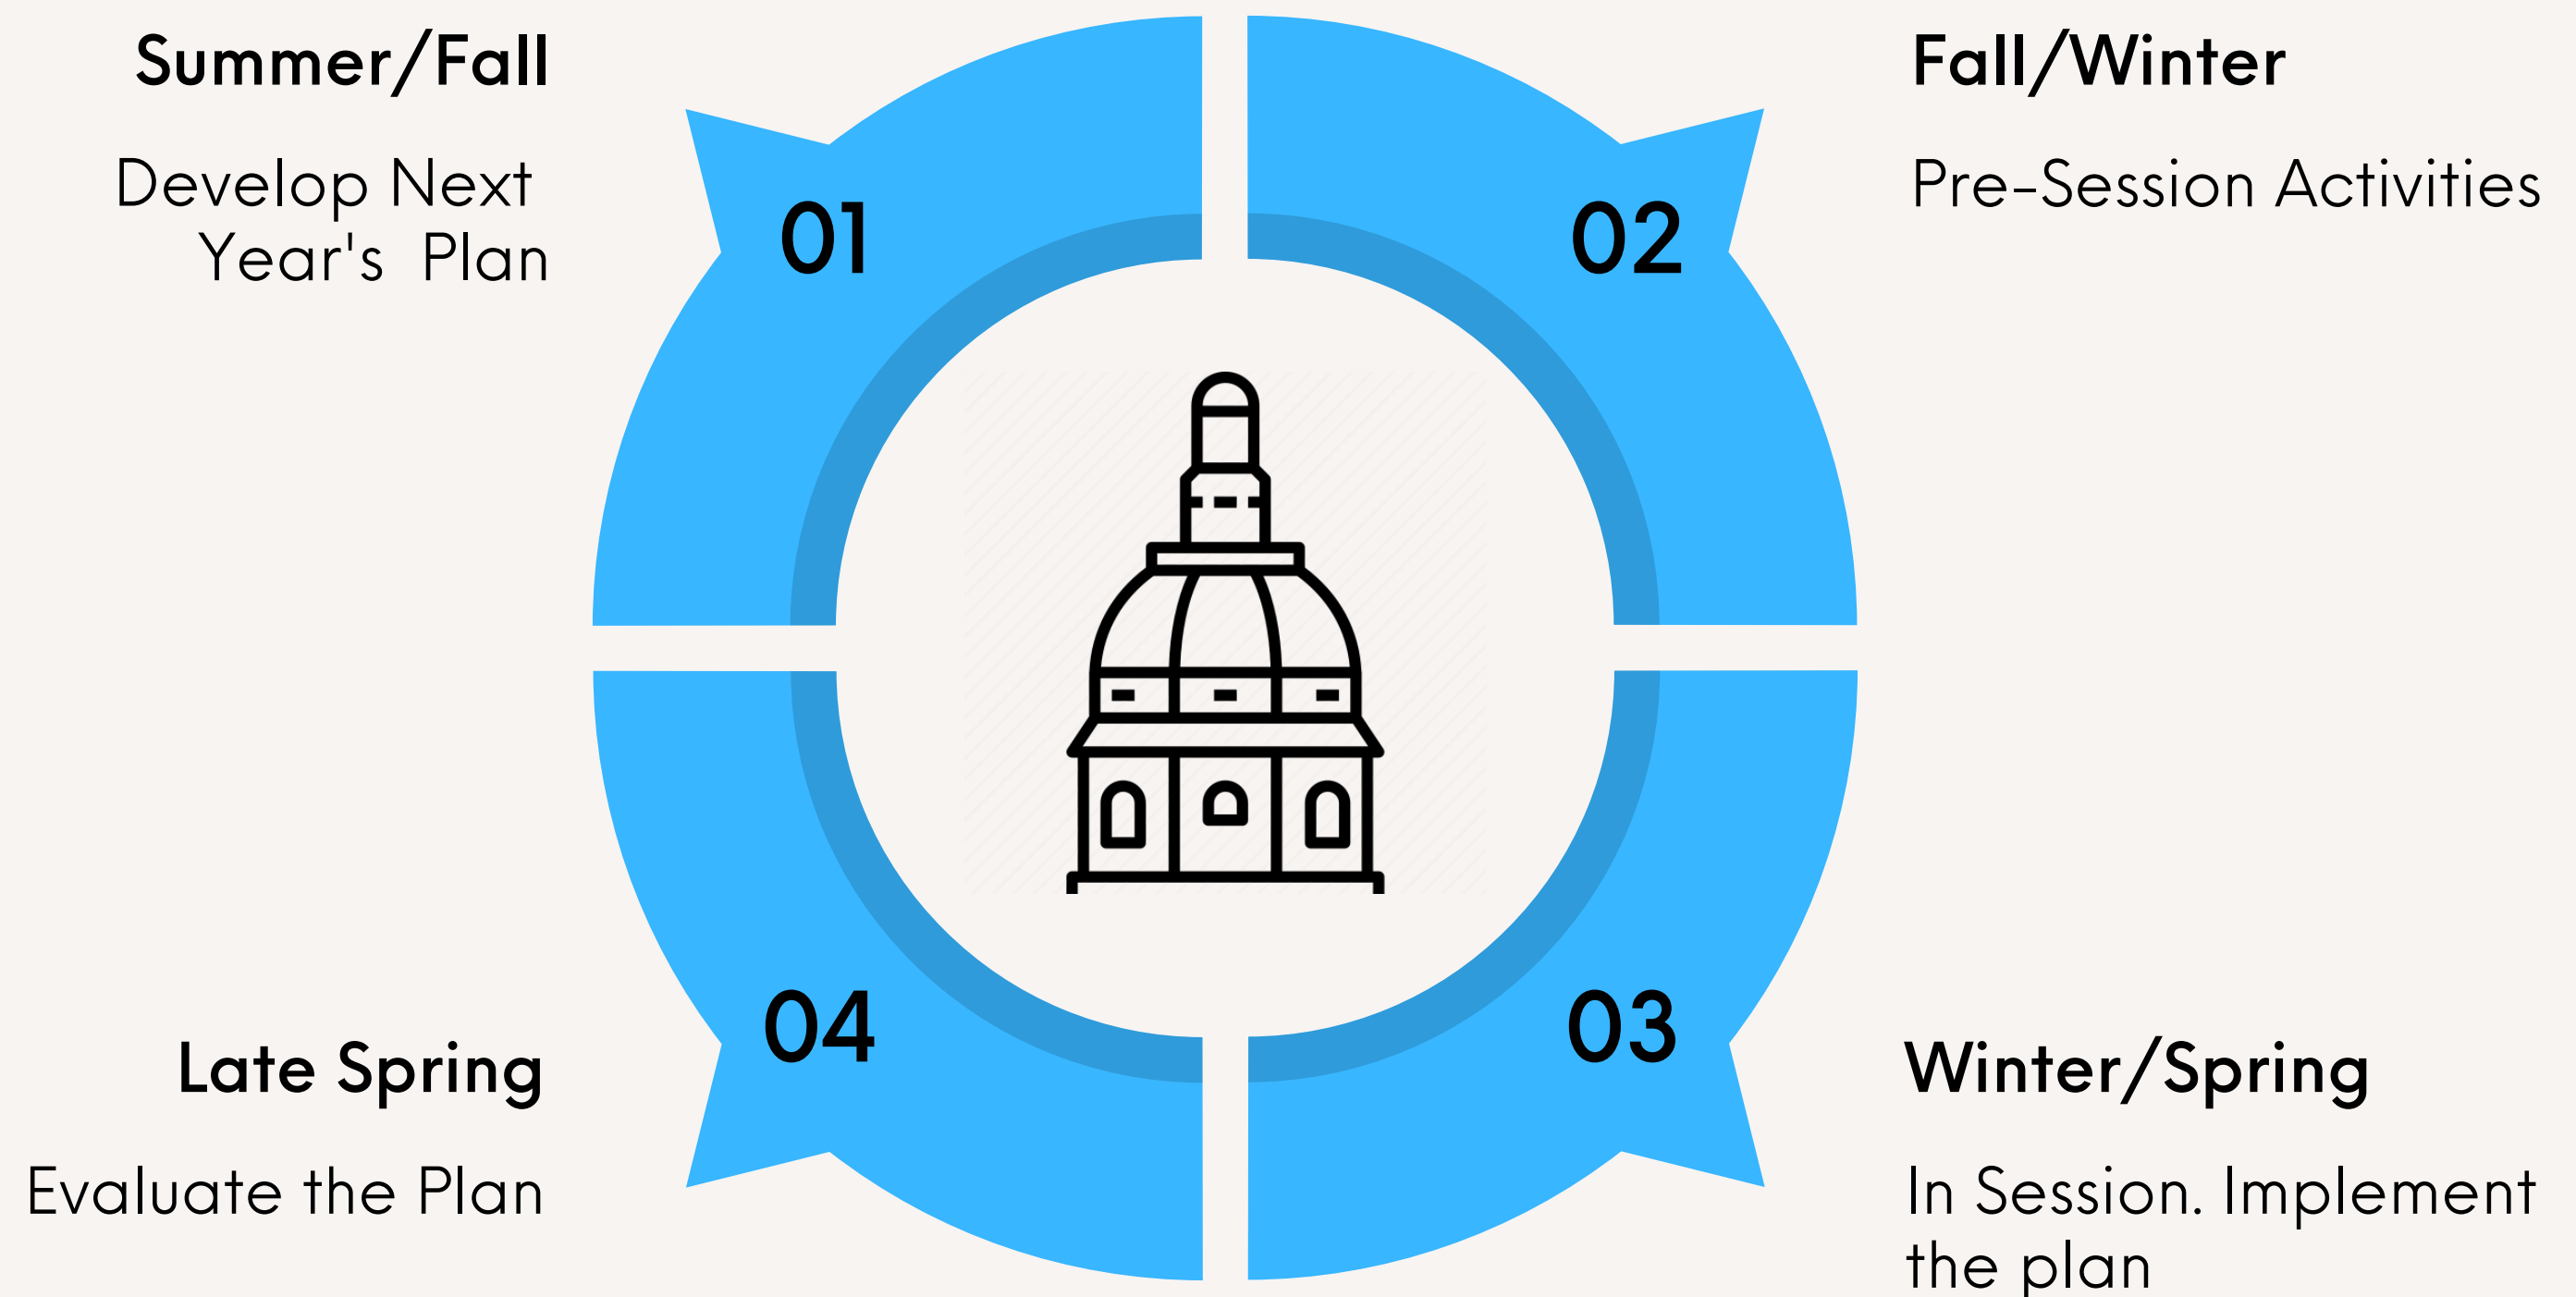 Summer/Fall
Develop Next
Year's  Plan
01
Fall/Winter
Pre-Session Activities
02
Winter/Spring
In Session. Implement
the plan
03
Late Spring
Evaluate the Plan
04